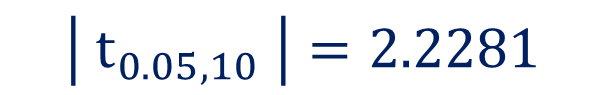 | t₀.₀₅,₁₀ | = 2.2281